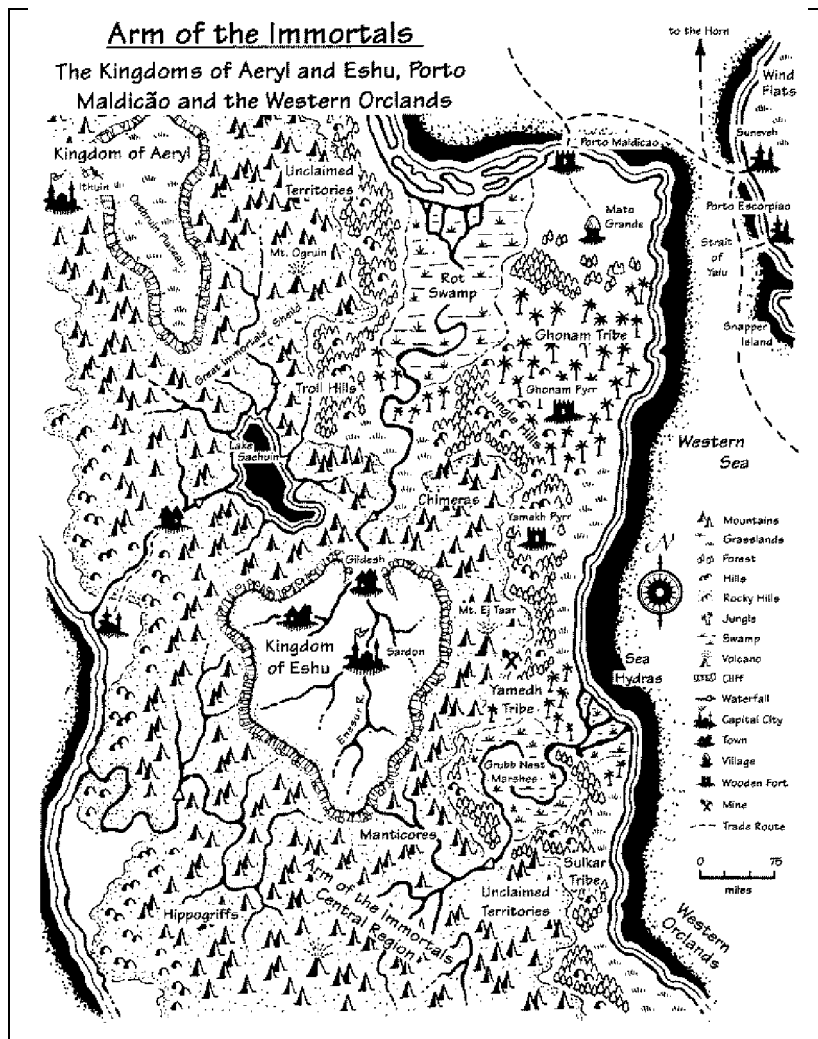 Arm of the Immortals
The Kingdoms of Aeryl and Eshu, Porto
Maldicão and the Western Orclands
to the Horn
Wind
Flats
Suneveh
Kingdom of Aeryl
Ithuin
Unclaimed
Territories
Porto Maldicao
Porto Escorpiao
Mato
Grande
Strait
of
Yalu
Mt. Ogruin
Plateau
Rot
Swamp
Snapper
Island
Great Immortals' Shield
Ghonam Tribe
Troll Hills
Ghonam Pyrr
Jungle Hills
Lake
Saehuin
Western
Sea
Chimeras
Yamakh Pyrr
N
Mountains
Grasslands
Forest
Hills
Rocky Hills
Jungle
Swamp
Volcano
Cliff
Waterfall
Capital City
Town
Village
Wooden Fort
Mine
Trade Route
0 75
miles
Gildesh
Mt. Ej Taar
Kingdom
of Eshu
Sardon
Sea
Hydras
Yamedh
Tribe
Emesur R.
Grubb Nest
Marshes
Manticores
Sulkar
Tribe
Arm of the Immortals
Central Region
Unclaimed
Territories
Hippogriffs
Western
Orclands